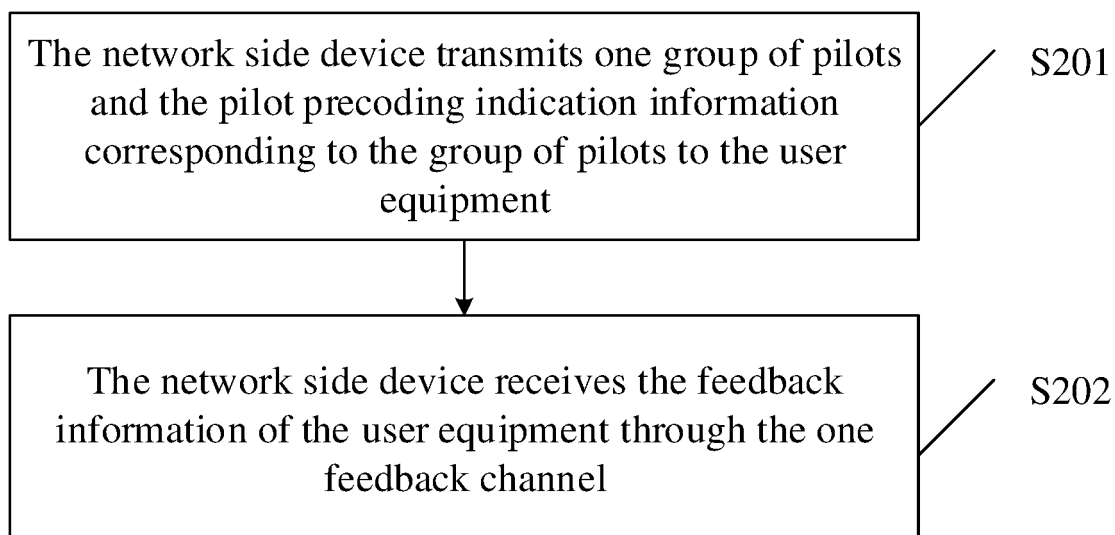 The network side device transmits one group of pilots
and the pilot precoding indication information
corresponding to the group of pilots to the user
equipment
S201
The network side device receives the feedback
information of the user equipment through the one
feedback channel
S202